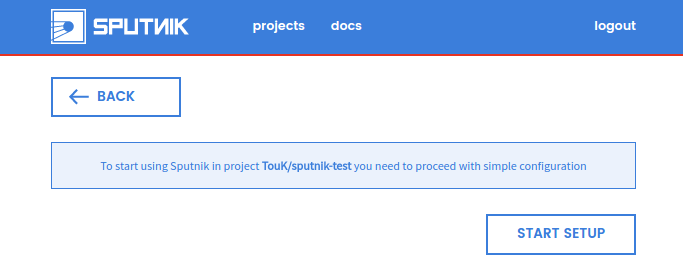 SPUTNIK projects docs logout
BACK
To start using Sputnik in project TouK/sputnik-test you need to proceed with simple configuration
START SETUP